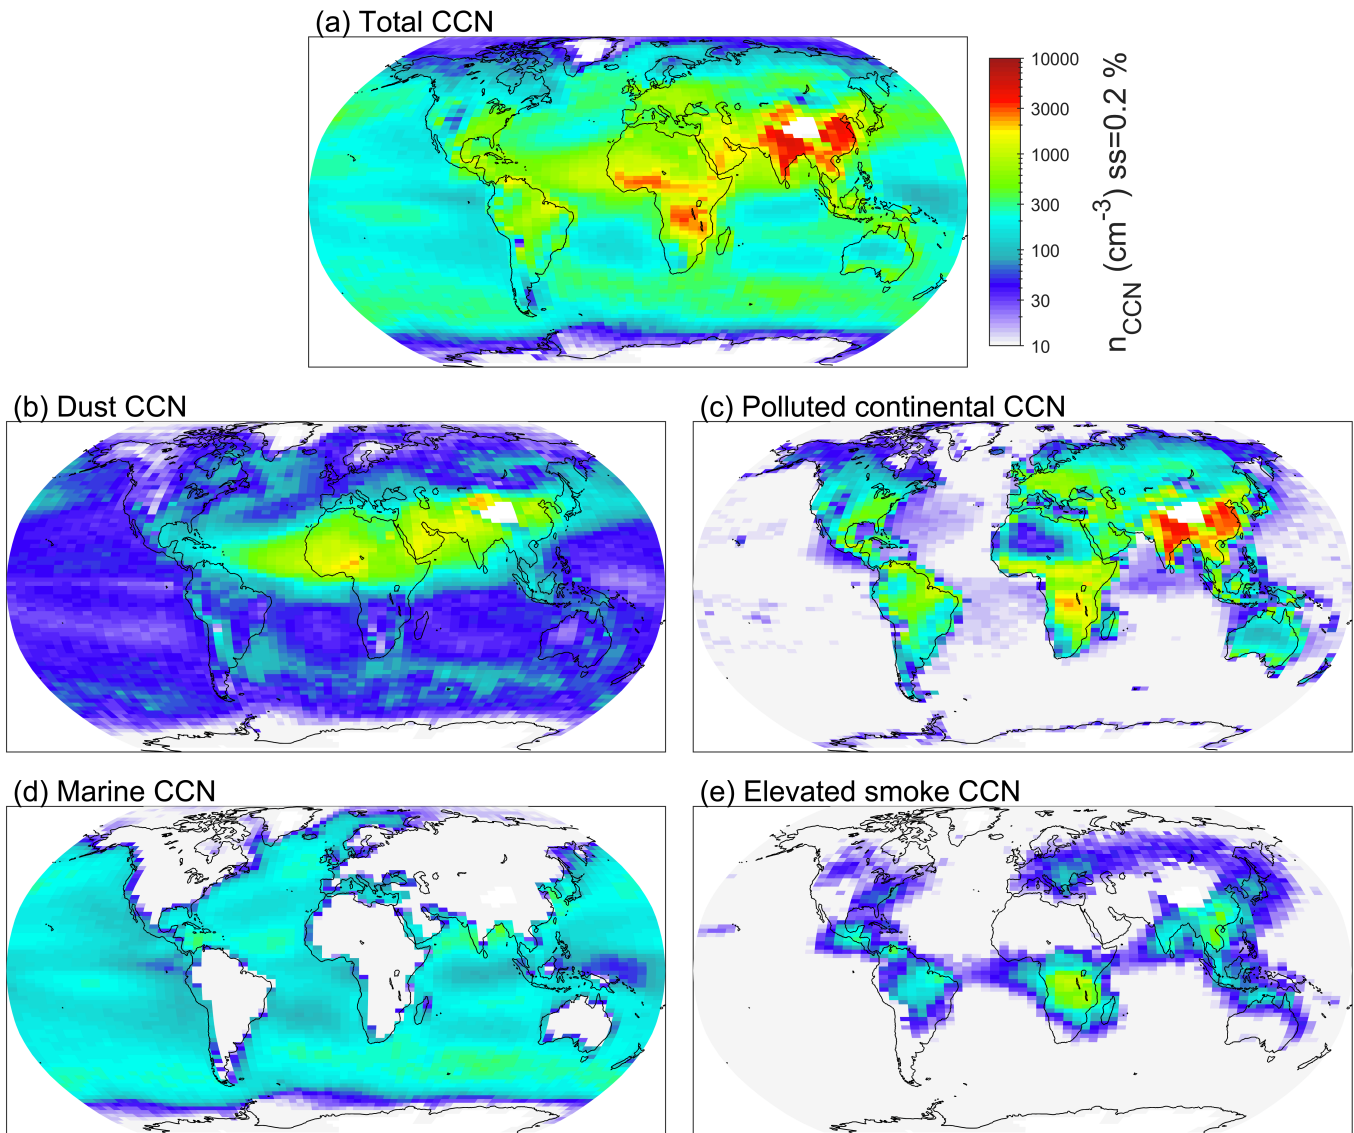 (a) Total CCN
10000
3000
1000
300
100
30
10
n_CCN (cm^-3) ss=0.2 %
(b) Dust CCN
(c) Polluted continental CCN
(d) Marine CCN
(e) Elevated smoke CCN